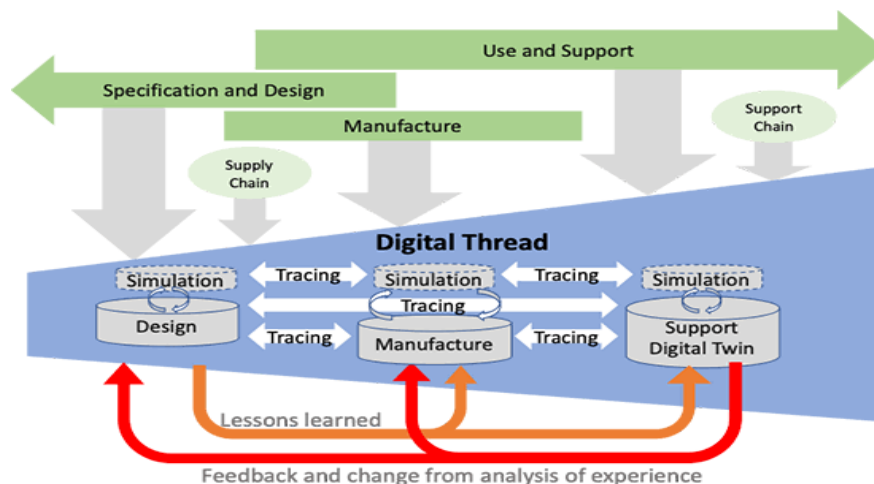 Use and Support
Specification and Design
Manufacture
Support
Chain
Supply
Chain
Digital Thread
Simulation
Tracing
Simulation
Tracing
Simulation
Tracing
Design
Tracing
Manufacture
Tracing
Support
Digital Twin
Lessons learned
Feedback and change from analysis of experience